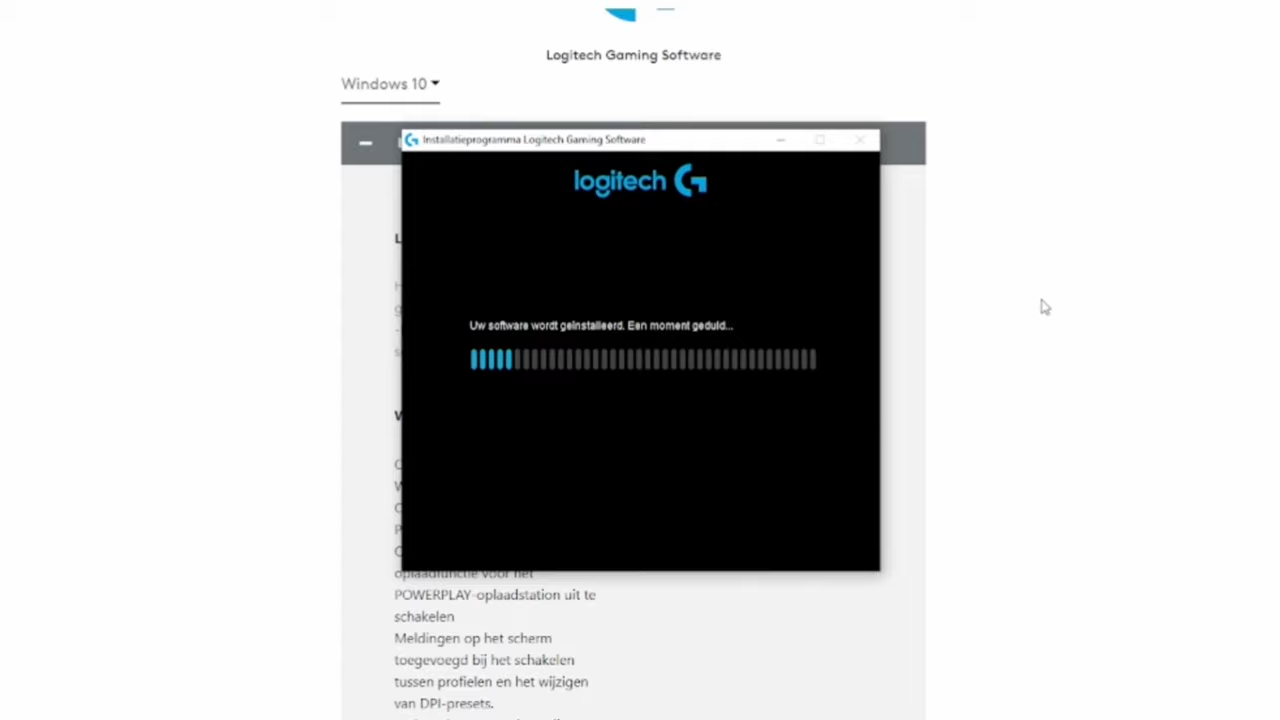 Logitech Gaming Software
Windows 10
Installatieprogramma Logitech Gaming Software
logitech G
Uw software wordt geïnstalleerd. Een moment geduld...
oplaadfunctie voor het
POWERPLAY-oplaadstation uit te
schakelen
Meldingen op het scherm
toegevoegd bij het schakelen
tussen profielen en het wijzigen
van DPI-presets.